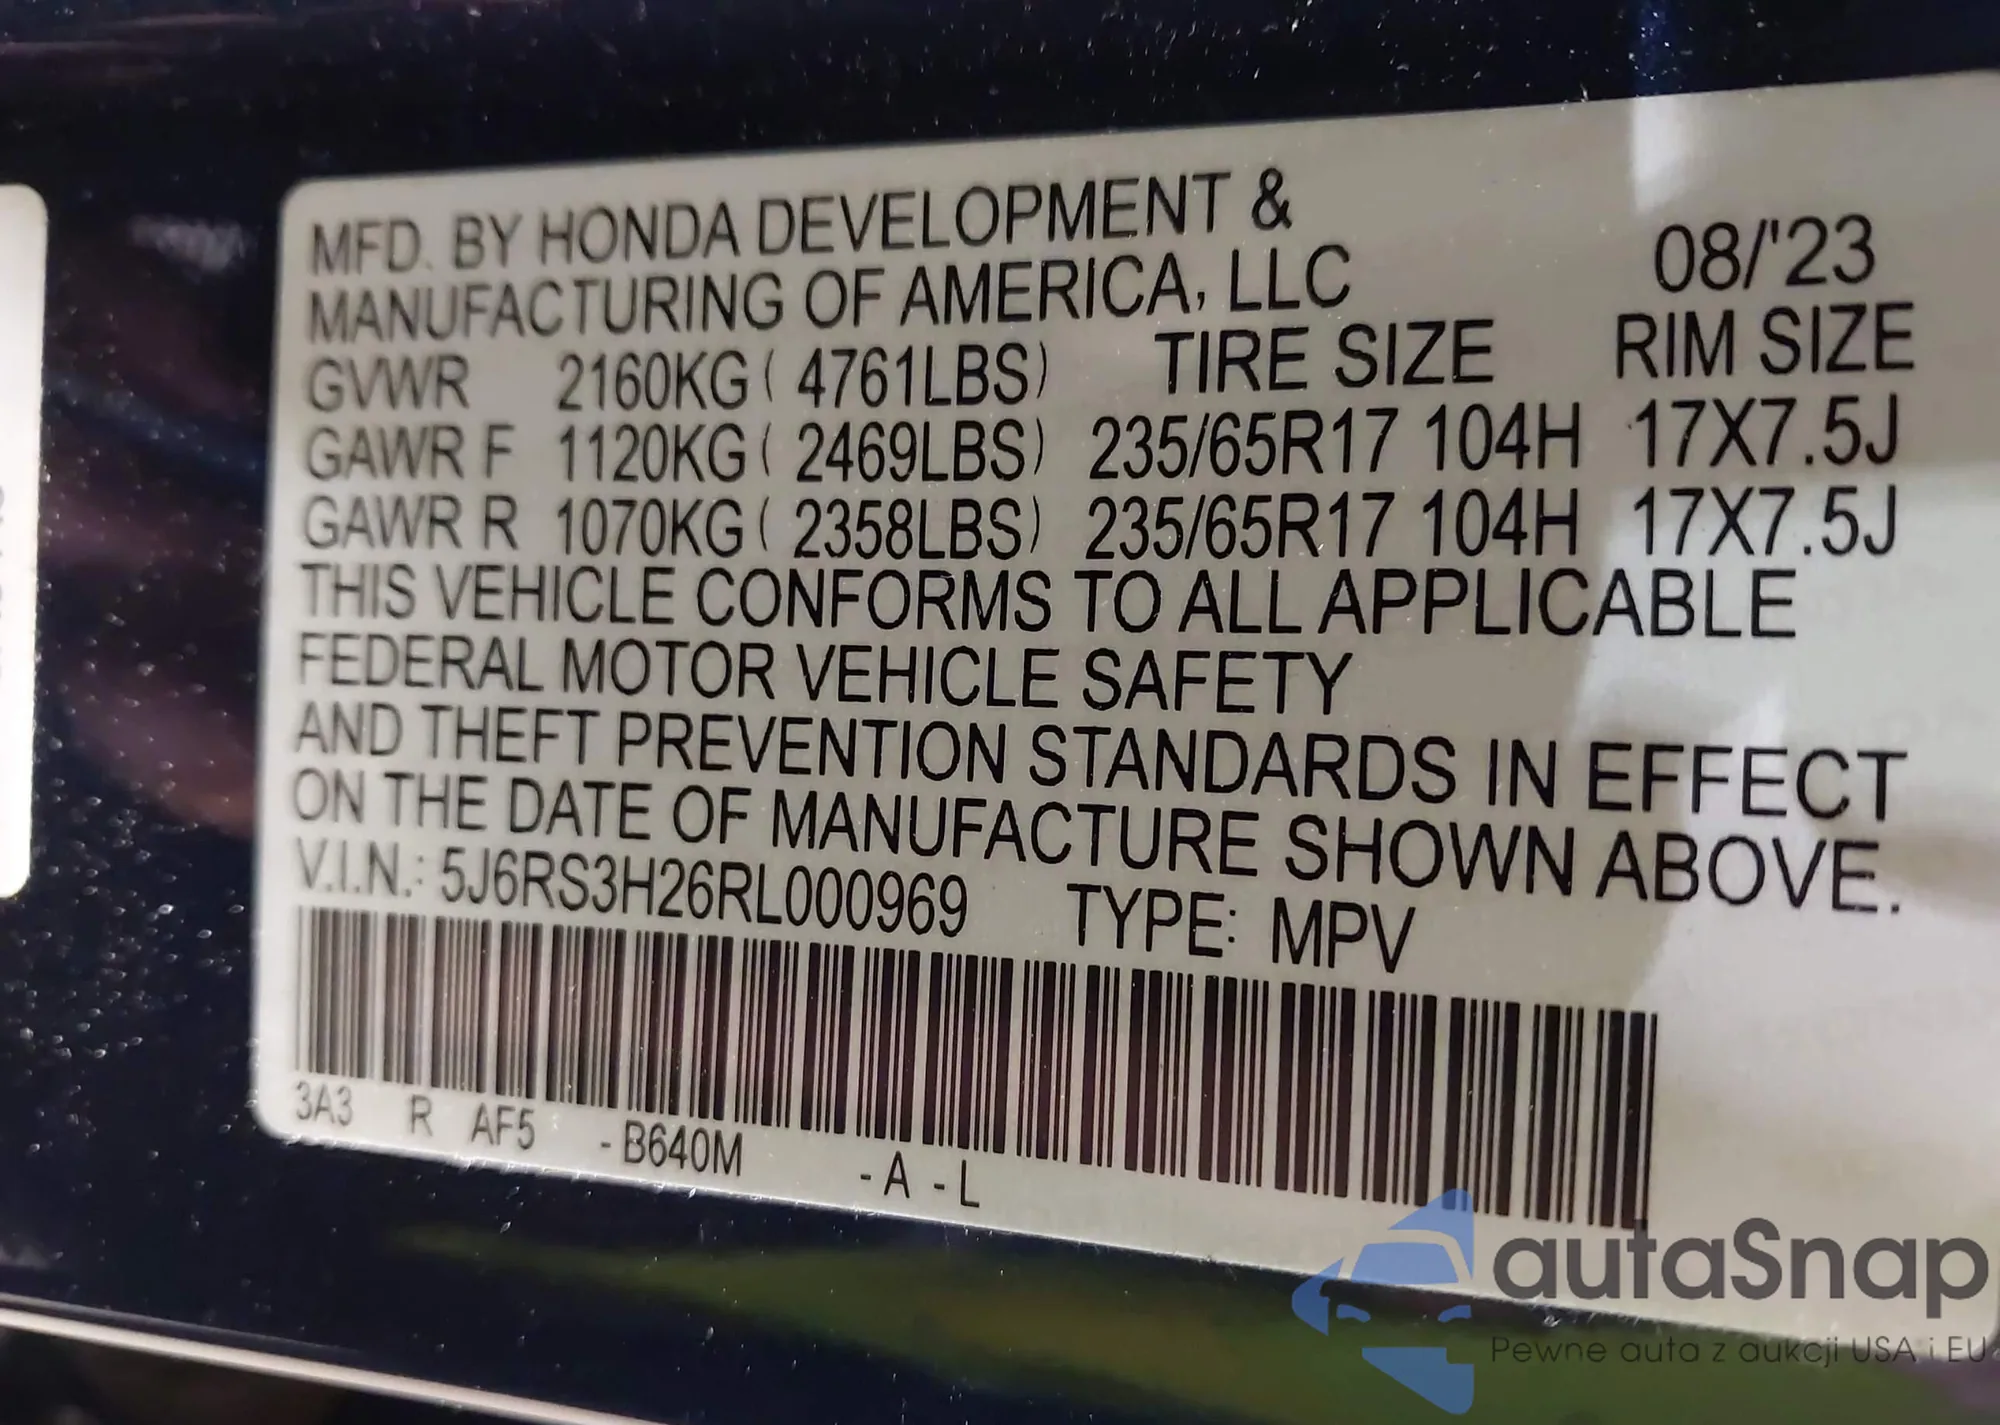 MFD. BY HONDA DEVELOPMENT &
MANUFACTURING OF AMERICA, LLC 08/'23
GVWR 2160KG ( 4761LBS) TIRE SIZE RIM SIZE
GAWR F 1120KG ( 2469LBS) 235/65R17 104H 17X7.5J
GAWR R 1070KG ( 2358LBS) 235/65R17 104H 17X7.5J
THIS VEHICLE CONFORMS TO ALL APPLICABLE
FEDERAL MOTOR VEHICLE SAFETY
AND THEFT PREVENTION STANDARDS IN EFFECT
ON THE DATE OF MANUFACTURE SHOWN ABOVE.
V.I.N.: 5J6RS3H26RL000969 TYPE: MPV
3A3 R AF5 -B640M -A -L
autaSnap
Pewne auta z aukcji USA i EU